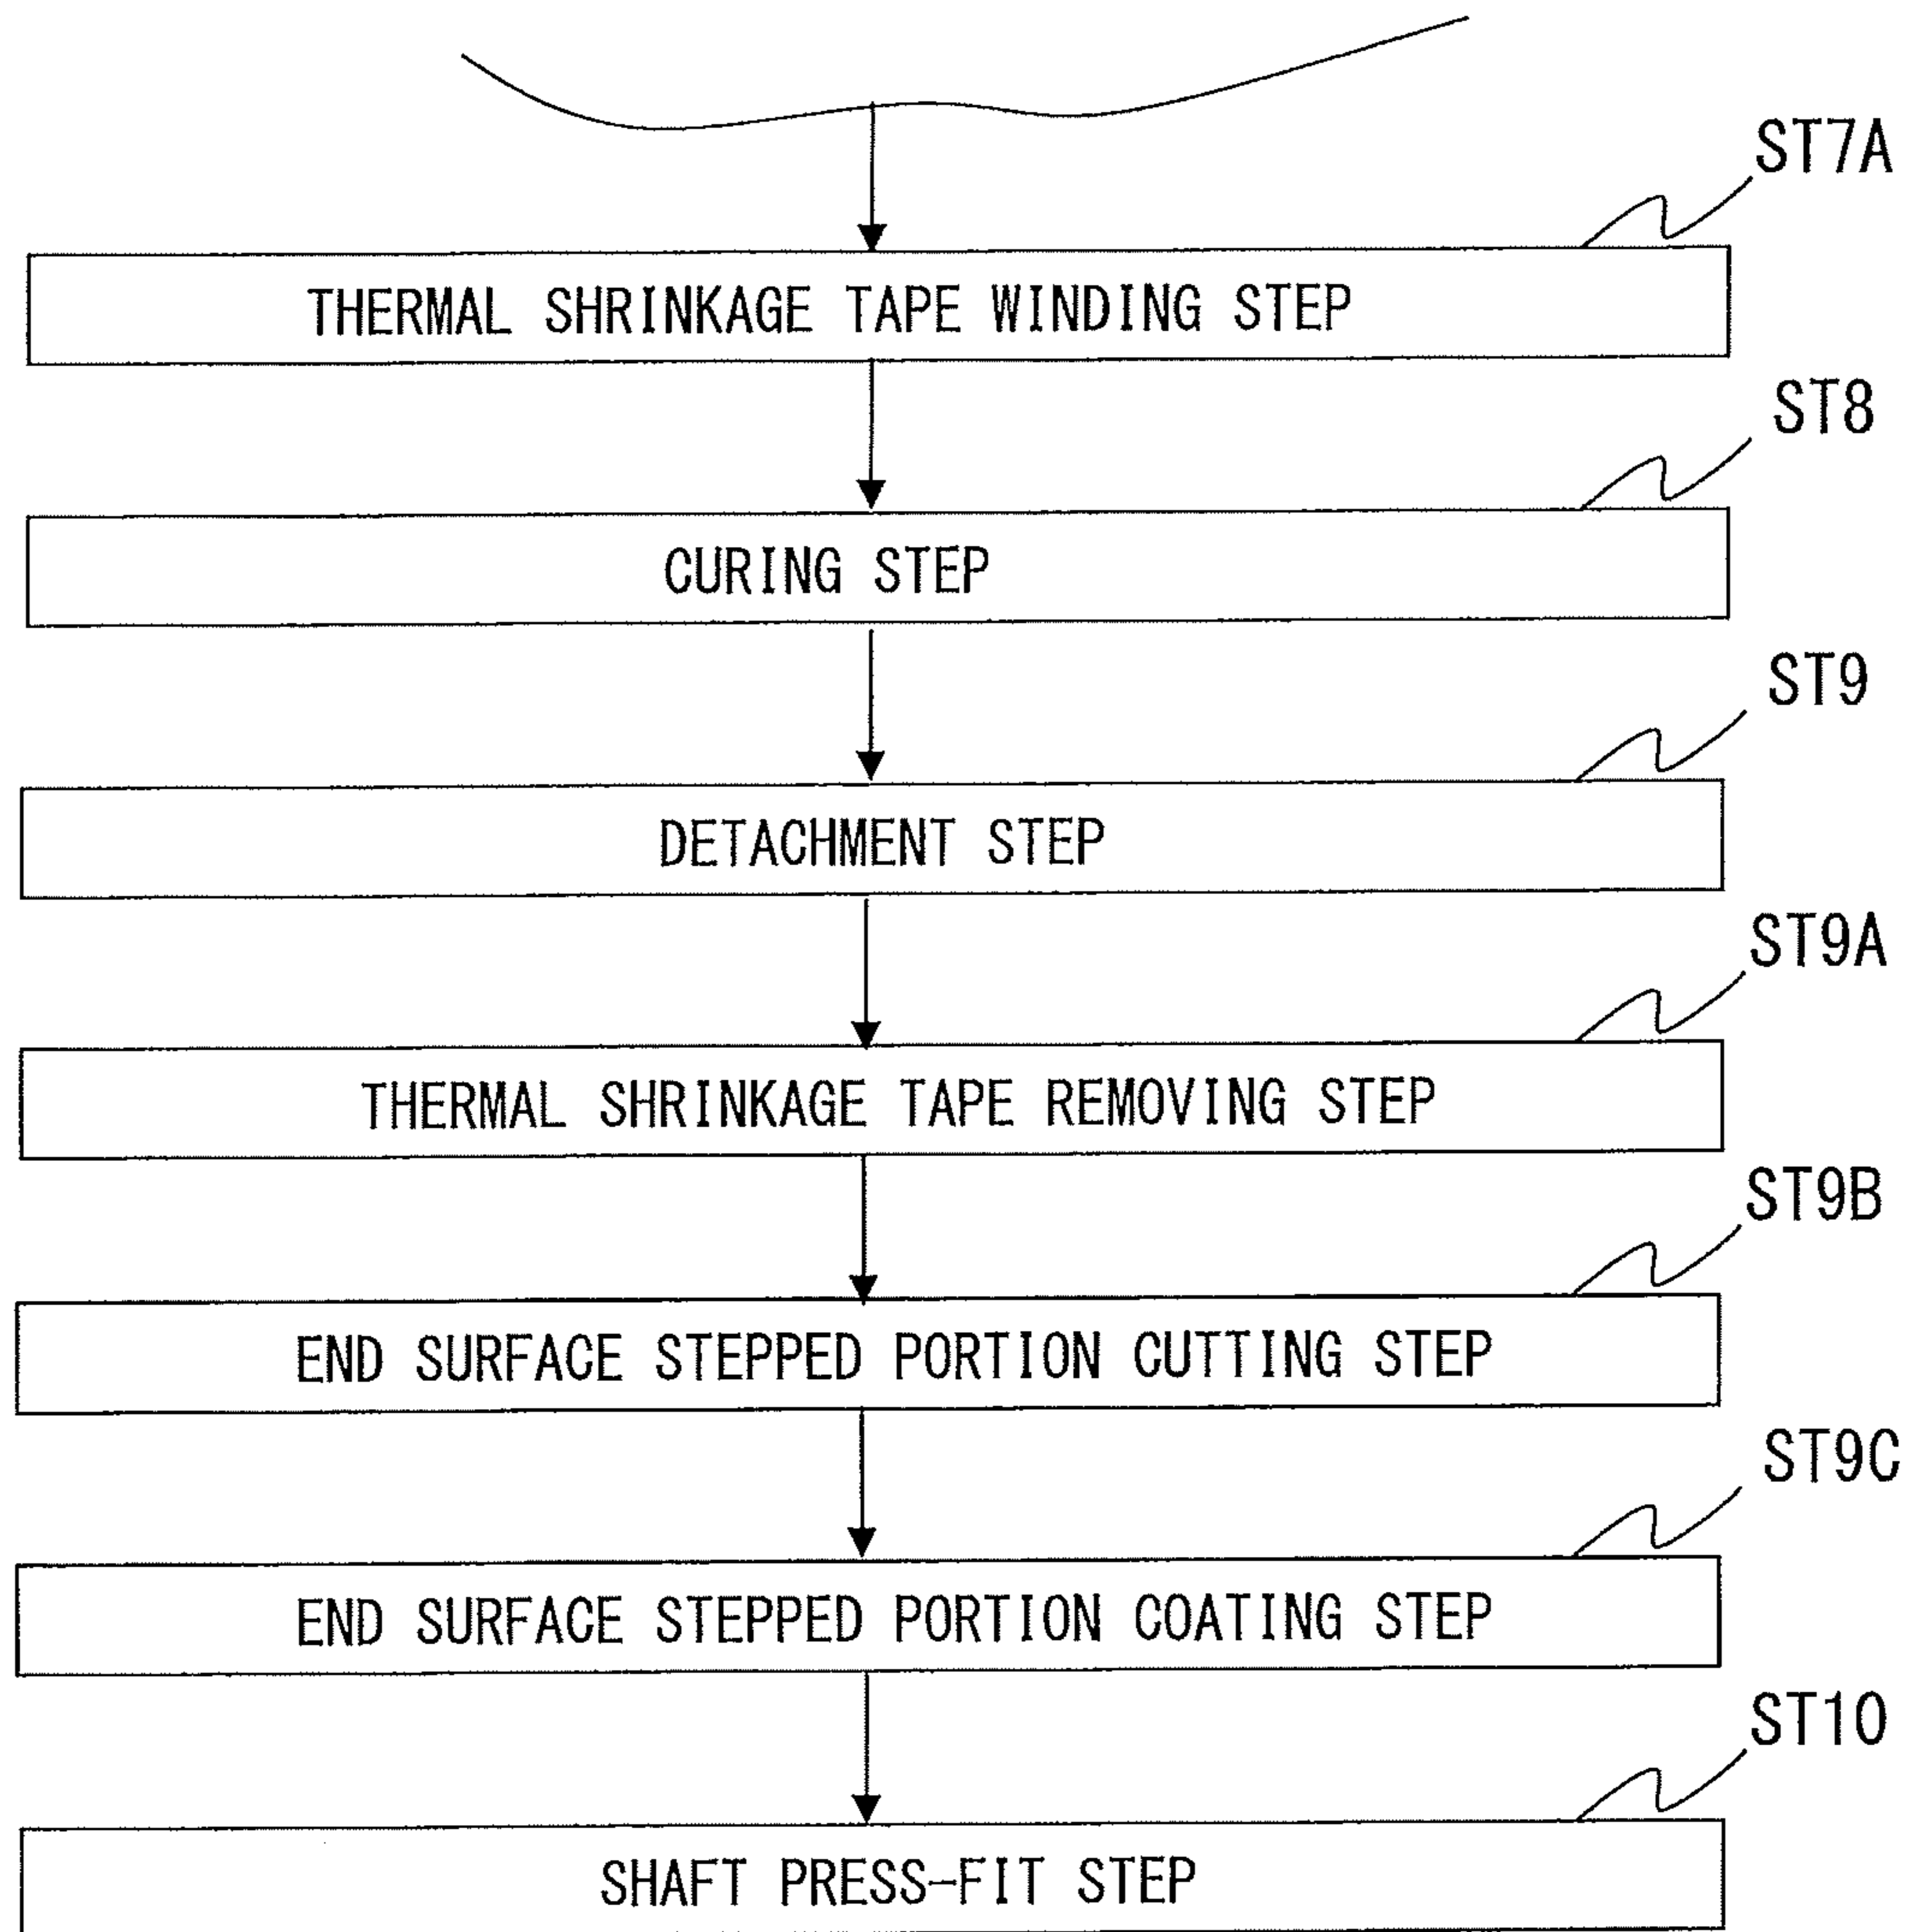 ST7A
THERMAL SHRINKAGE TAPE WINDING STEP
ST8
CURING STEP
ST9
DETACHMENT STEP
ST9A
THERMAL SHRINKAGE TAPE REMOVING STEP
ST9B
END SURFACE STEPPED PORTION CUTTING STEP
ST9C
END SURFACE STEPPED PORTION COATING STEP
ST10
SHAFT PRESS-FIT STEP